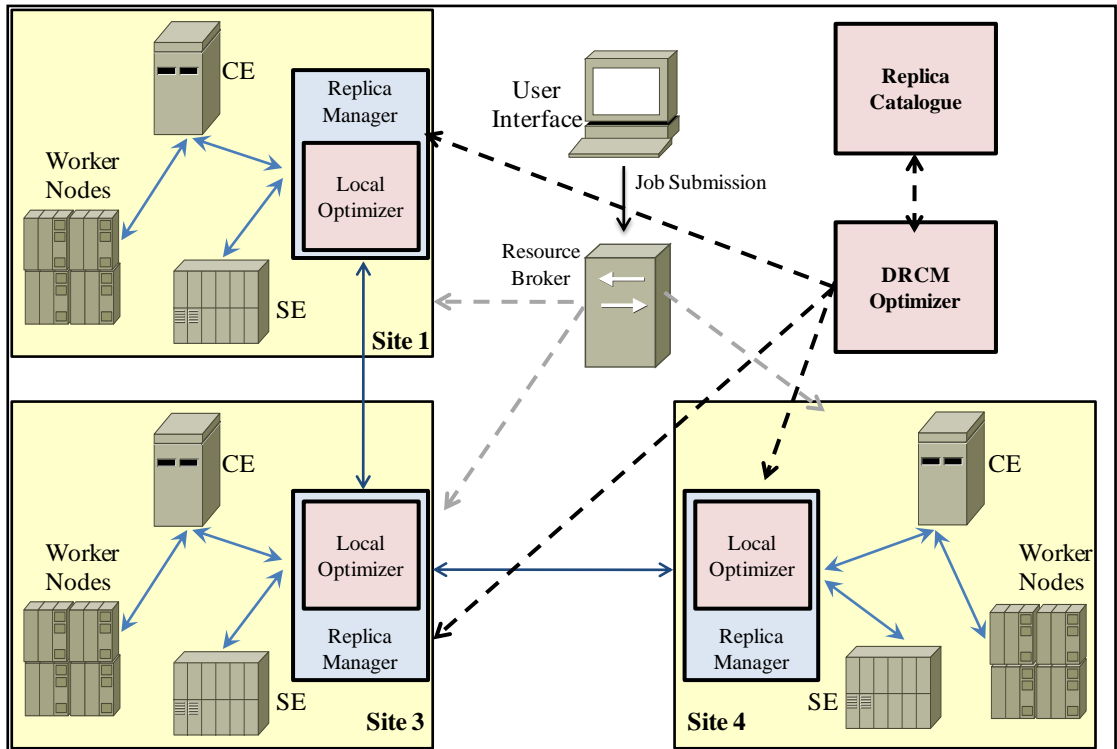 CE
Replica
Manager
Local
Optimizer
Worker
Nodes
SE
Site 1
User
Interface
Job Submission
Resource
Broker
Replica
Catalogue
DRCM
Optimizer
CE
Worker
Nodes
Local
Optimizer
Replica
Manager
SE
Site 3
CE
Local
Optimizer
Worker
Nodes
Replica
Manager
SE
Site 4